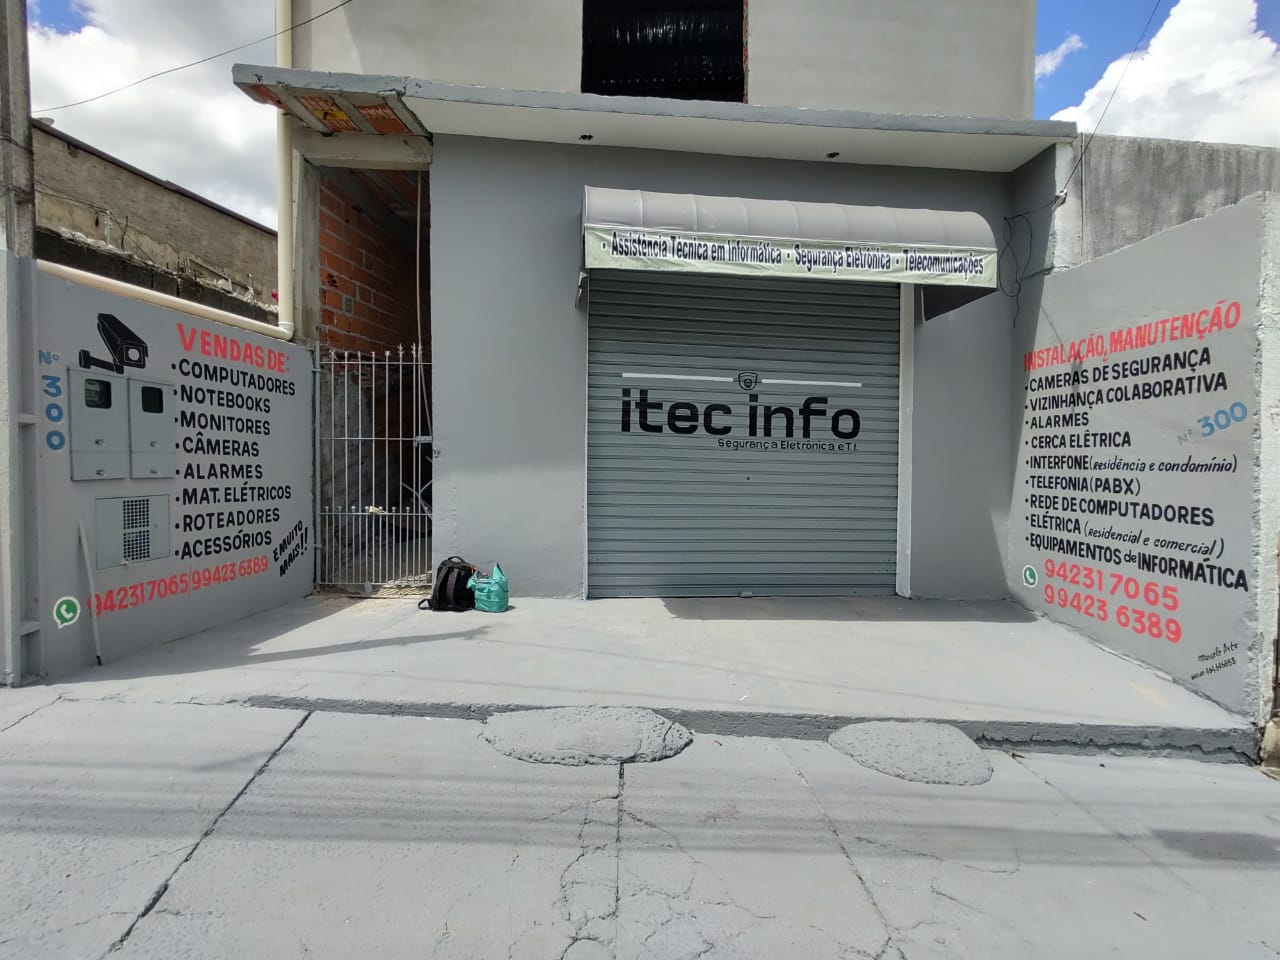 · Assistência Técnica em Informática · Segurança Eletrônica · Telecomunicações
itec info
Segurança Eletrônica e T.I.
Nº 300
VENDAS DE:
·COMPUTADORES
·NOTEBOOKS
·MONITORES
·CÂMERAS
·ALARMES
·MAT. ELÉTRICOS
·ROTEADORES
·ACESSÓRIOS
E MUITO
MAIS!!
94231 7065/99423 6389
INSTALAÇÃO, MANUTENÇÃO
·CAMERAS DE SEGURANÇA
·VIZINHANÇA COLABORATIVA
·ALARMES
·CERCA ELÉTRICA
Nº 300
·INTERFONE (residência e condomínio)
·TELEFONIA (PABX)
·REDE DE COMPUTADORES
·ELÉTRICA (residencial e comercial)
·EQUIPAMENTOS de INFORMÁTICA
94231 7065
99423 6389